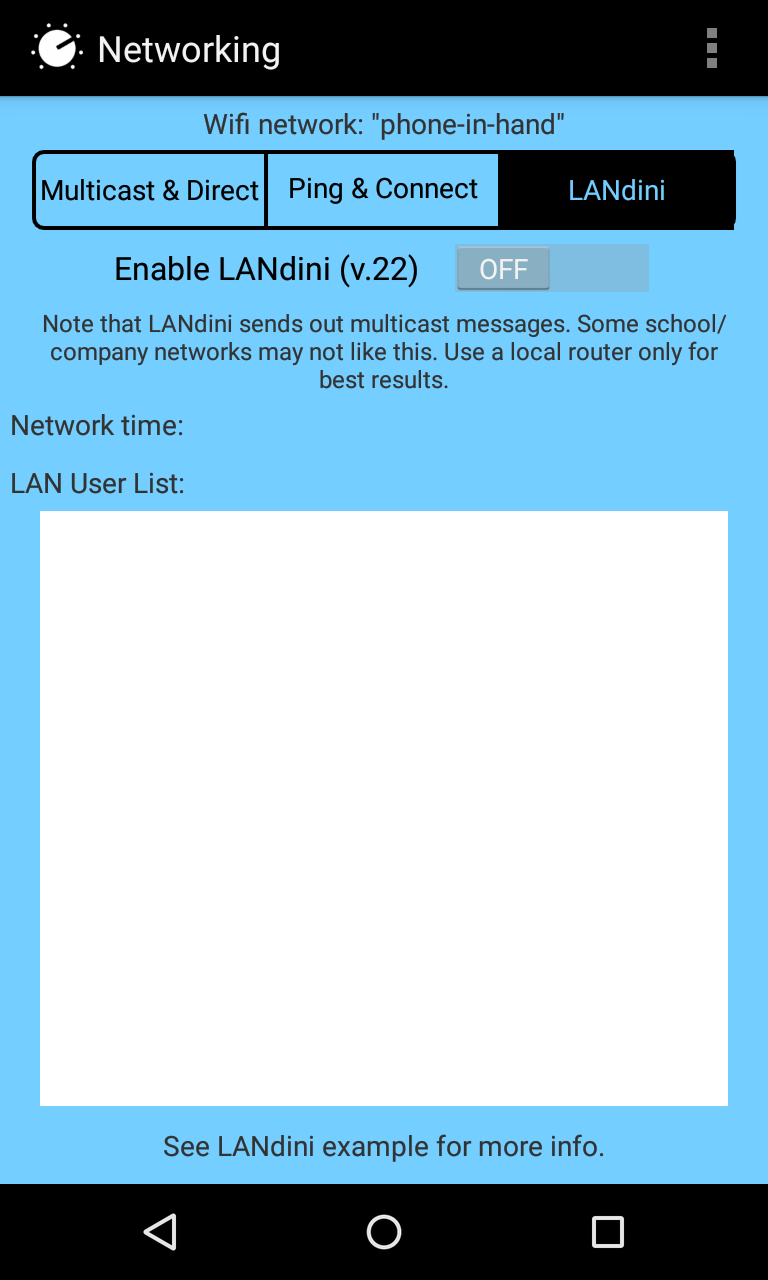 Networking
Wifi network: "phone-in-hand"
Multicast & Direct
Ping & Connect
LANdini
Enable LANdini (v.22)
OFF
Note that LANdini sends out multicast messages. Some school/
company networks may not like this. Use a local router only for
best results.
Network time:
LAN User List:
See LANdini example for more info.